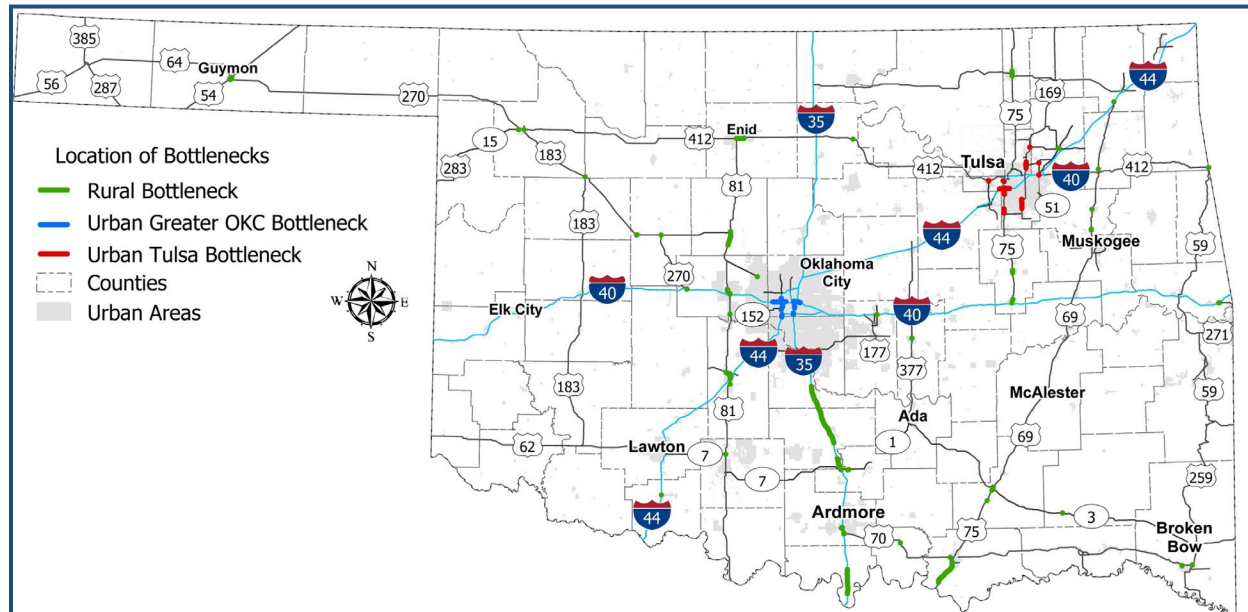 385
64
Guymon
56
287
54
270
35
44
169
75
Enid
15
412
283
183
Tulsa
412
40
412
81
51
Location of Bottlenecks
Rural Bottleneck
Urban Greater OKC Bottleneck
Urban Tulsa Bottleneck
Counties
Urban Areas
N
W E
S
183
44
75
Muskogee
59
270
Oklahoma
City
40
Elk City
152
40
69
271
44
35
177
377
183
81
McAlester
59
Ada
62
Lawton
7
1
69
7
259
44
Ardmore
70
75
3
Broken
Bow